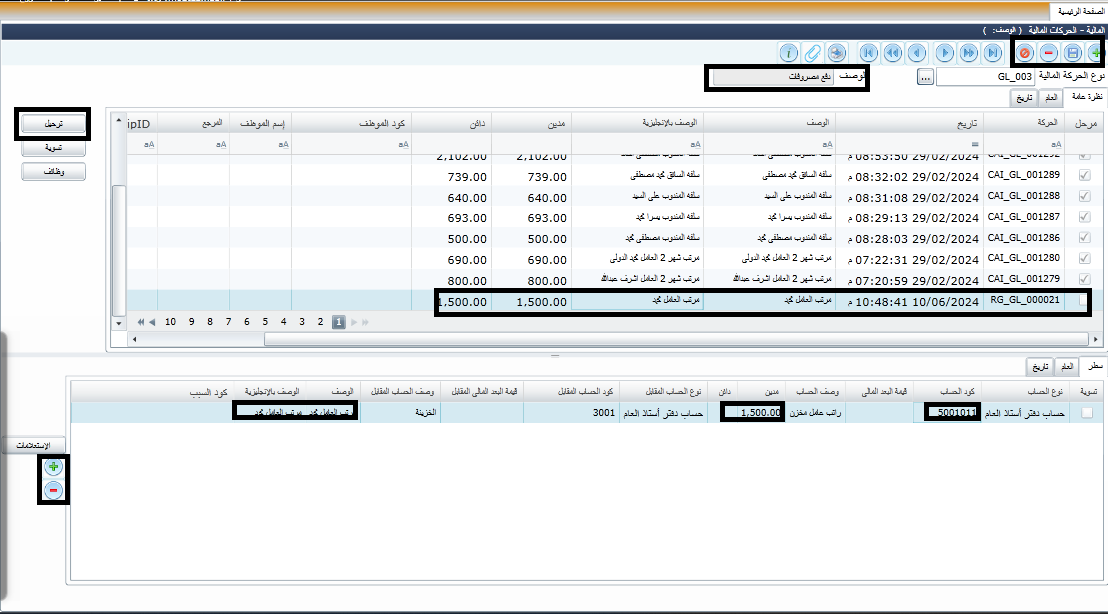 الصفحة الرئيسية
المالية - الحركات المالية ( الوصف: )
نوع الحركة المالية GL_003 ... الوصف دفع مصروفات
نظرة عامة العام تاريخ
ترحيل
تسوية
وظائف
مرحل الحركة تاريخ الوصف الوصف بالإنجليزية مدين دائن كود الموظف إسم الموظف المرجع ipID
CAI_GL_001292 29/02/2024 08:53:50 م 2,102.00 2,102.00
CAI_GL_001289 29/02/2024 08:32:02 م سلفه السائق محمد مصطفى سلفه السائق محمد مصطفى 739.00 739.00
CAI_GL_001288 29/02/2024 08:31:08 م سلفه المندوب على السيد سلفه المندوب على السيد 640.00 640.00
CAI_GL_001287 29/02/2024 08:29:13 م سلفه المندوب يسرا محمد سلفه المندوب يسرا محمد 693.00 693.00
CAI_GL_001286 29/02/2024 08:28:03 م سلفه المندوب مصطفى محمد سلفه المندوب مصطفى محمد 500.00 500.00
CAI_GL_001280 29/02/2024 07:22:31 م مرتب شهر 2 العامل محمد الدولى مرتب شهر 2 العامل محمد الدولى 690.00 690.00
CAI_GL_001279 29/02/2024 07:20:59 م مرتب شهر 2 العامل اشرف عبدالله مرتب شهر 2 العامل اشرف عبدالله 800.00 800.00
RG_GL_000021 10/06/2024 10:48:41 م مرتب العامل محمد مرتب العامل محمد 1,500.00 1,500.00
1 2 3 4 5 6 7 8 9 10
سطر العام تاريخ
تسوية نوع الحساب كود الحساب قيمة البعد المالى وصف الحساب مدين دائن نوع الحساب المقابل كود الحساب المقابل قيمة البعد المالى المقابل وصف الحساب المقابل الوصف الوصف بالإنجليزية كود السبب
حساب دفتر أستاذ العام 5001011 راتب عامل مخزن 1,500.00 حساب دفتر أستاذ العام 3001 الخزينة مرتب العامل محمد مرتب العامل محمد
الإستعلامات